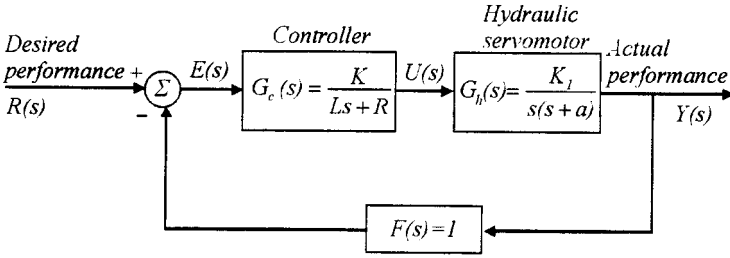 Desired performance +
R(s)
Σ
−
E(s)
Controller
G_c(s) = K / (Ls + R)
U(s)
Hydraulic servomotor
G_h(s) = K_1 / (s(s + a))
Actual performance
Y(s)
F(s) = 1